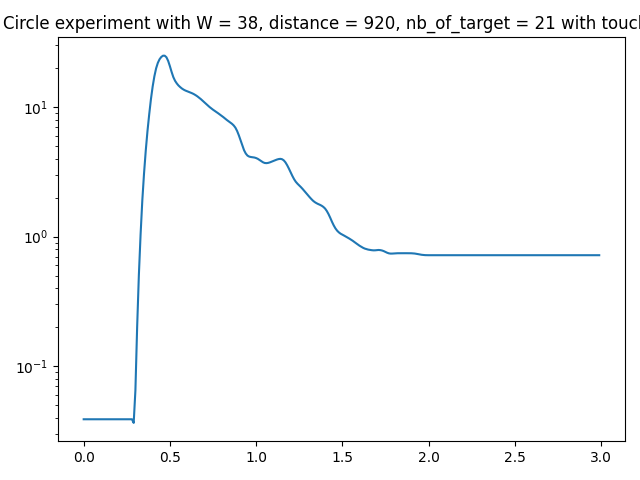 Circle experiment with W = 38, distance = 920, nb_of_target = 21 with
10¹
10⁰
10⁻¹
0.0 0.5 1.0 1.5 2.0 2.5 3.0